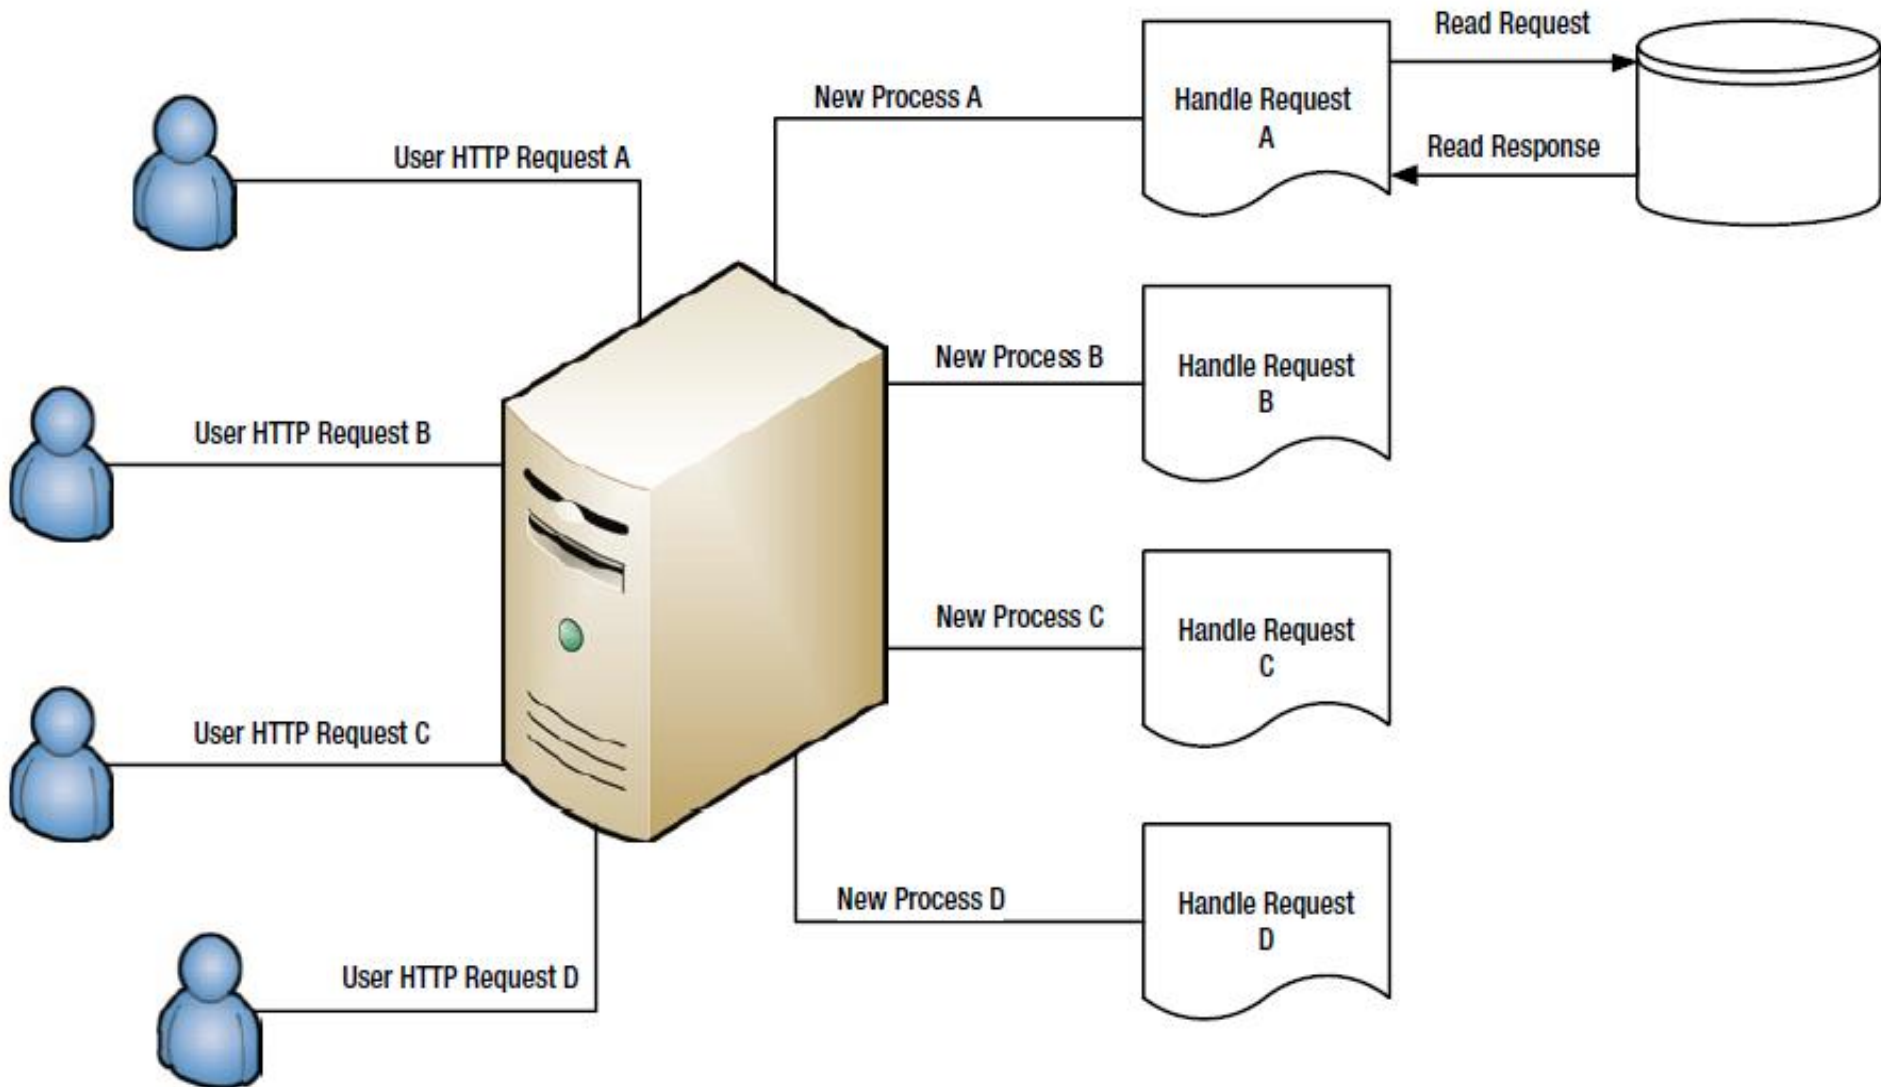 Read Request
New Process A
Handle Request
A
User HTTP Request A
Read Response
New Process B
Handle Request
B
User HTTP Request B
New Process C
Handle Request
C
User HTTP Request C
New Process D
Handle Request
D
User HTTP Request D